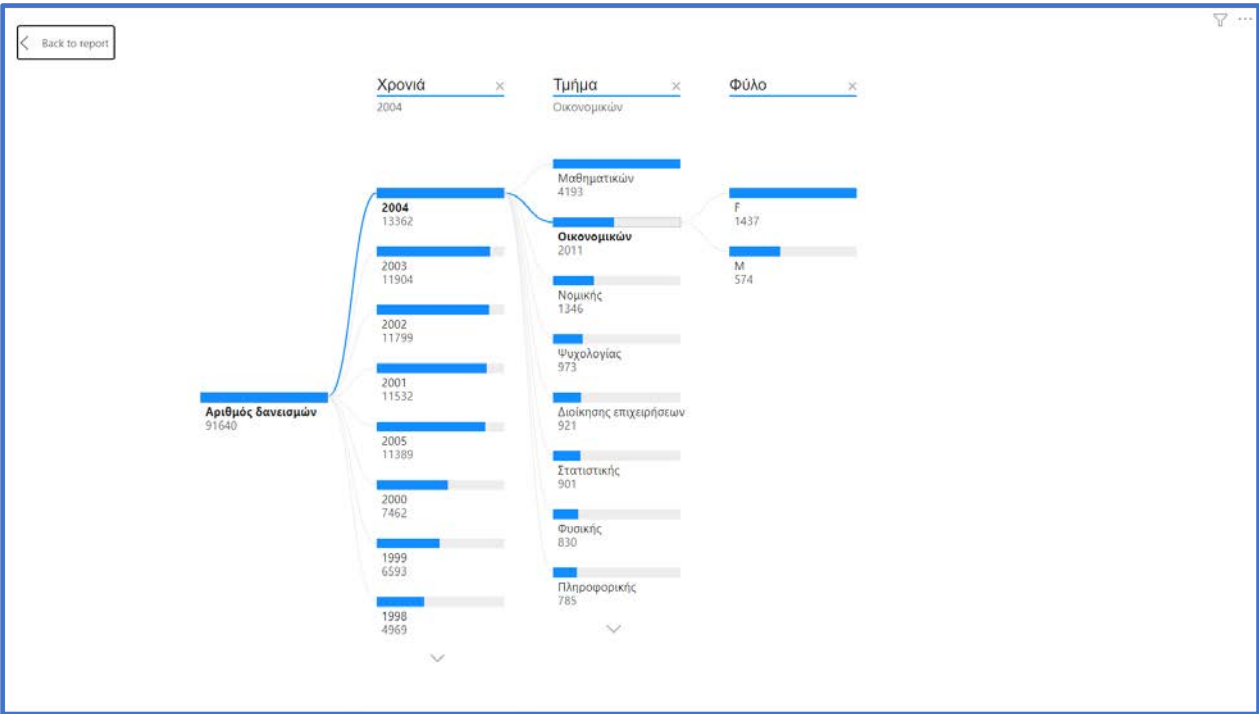 Back to report
Χρονιά
2004
Τμήμα
Οικονομικών
Φύλο
Αριθμός δανεισμών
91640
2004
13362
2003
11904
2002
11799
2001
11532
2005
11389
2000
7462
1999
6593
1998
4969
Μαθηματικών
4193
Οικονομικών
2011
Νομικής
1346
Ψυχολογίας
973
Διοίκησης επιχειρήσεων
921
Στατιστικής
901
Φυσικής
830
Πληροφορικής
785
F
1437
M
574